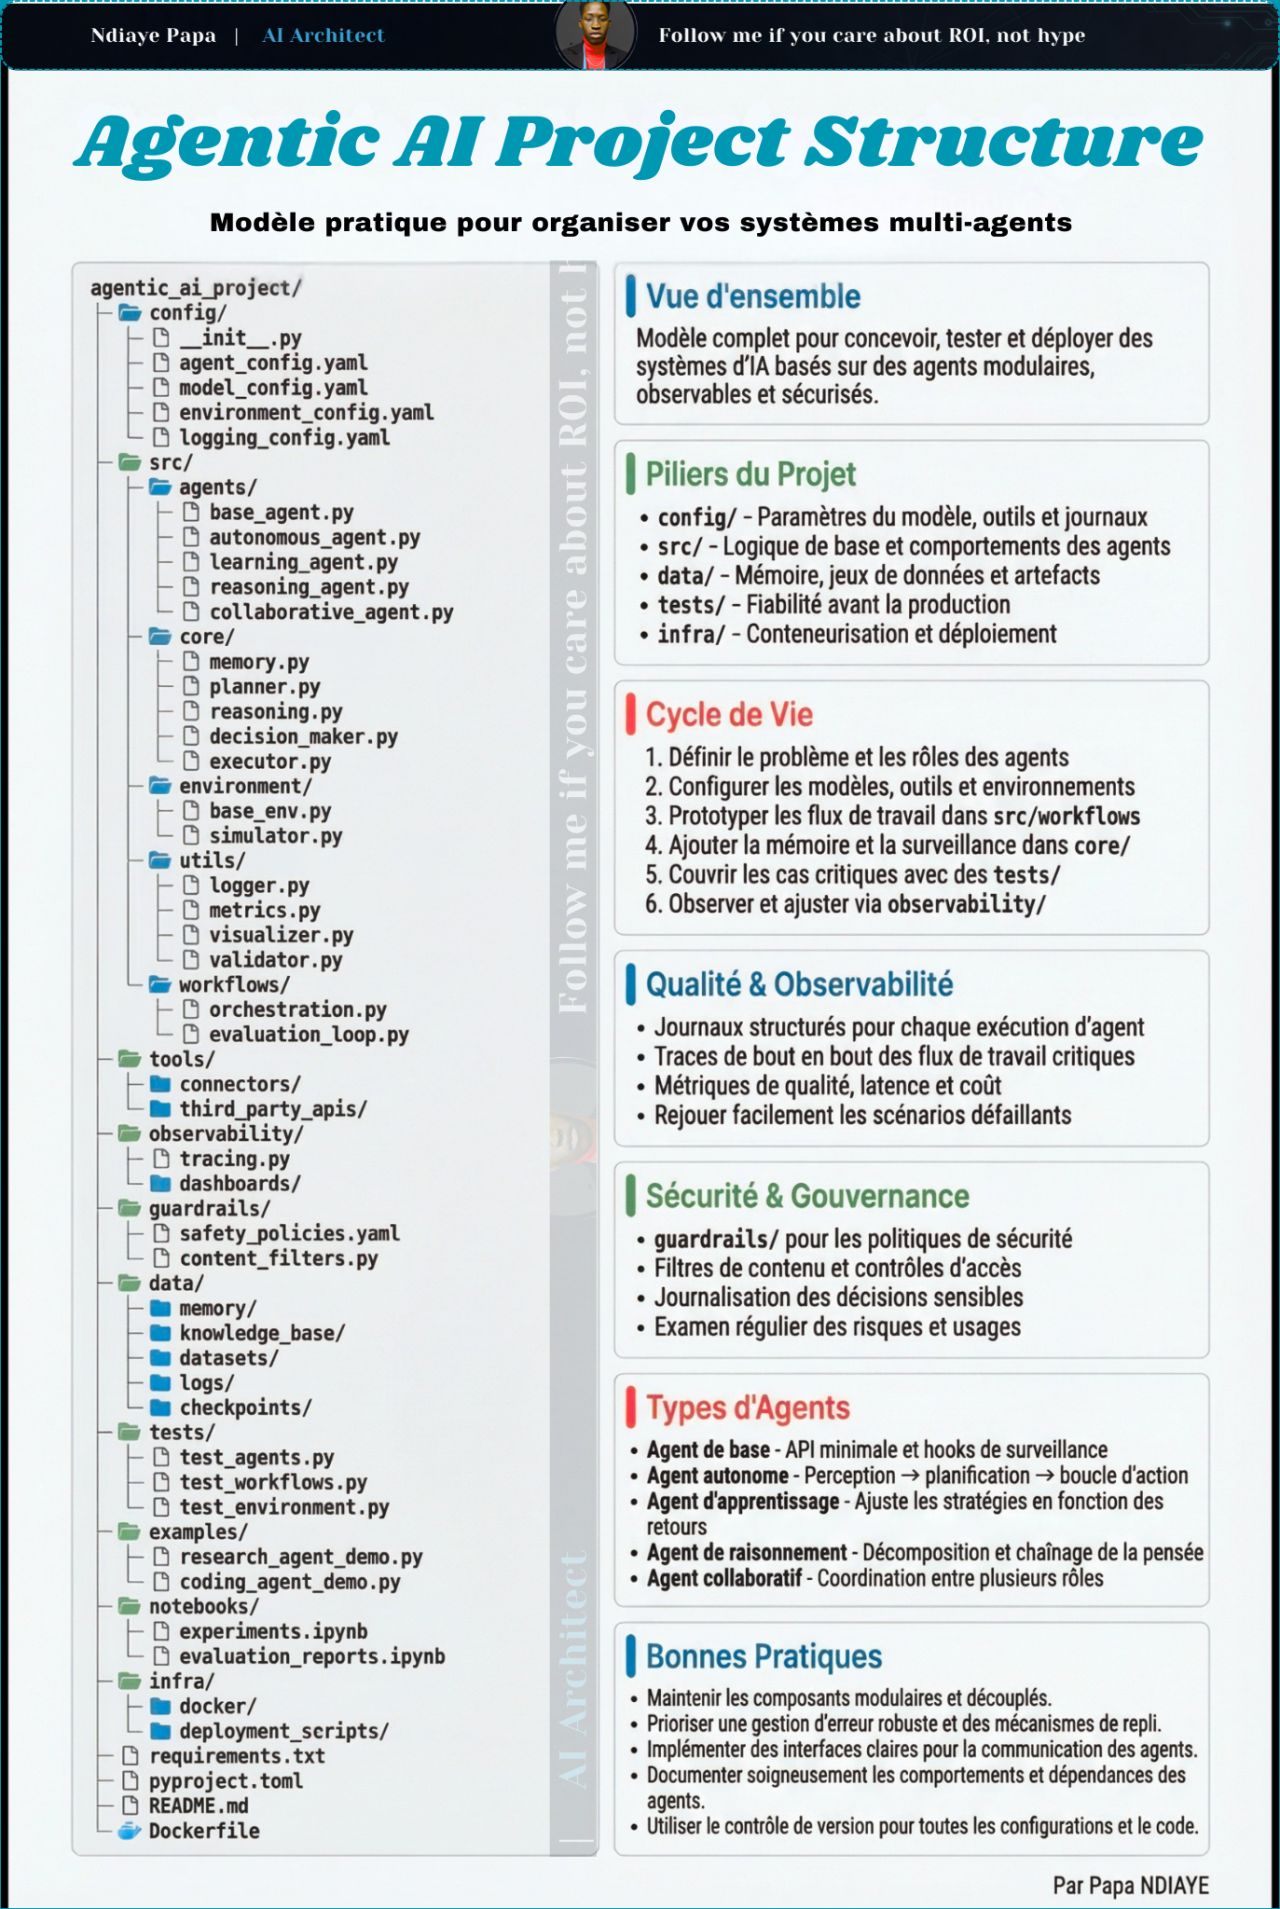 Ndiaye Papa | AI Architect
Follow me if you care about ROI, not hype
Agentic AI Project Structure
Modèle pratique pour organiser vos systèmes multi-agents
agentic_ai_project/
config/
__init__.py
agent_config.yaml
model_config.yaml
environment_config.yaml
logging_config.yaml
src/
agents/
base_agent.py
autonomous_agent.py
learning_agent.py
reasoning_agent.py
collaborative_agent.py
core/
memory.py
planner.py
reasoning.py
decision_maker.py
executor.py
environment/
base_env.py
simulator.py
utils/
logger.py
metrics.py
visualizer.py
validator.py
workflows/
orchestration.py
evaluation_loop.py
tools/
connectors/
third_party_apis/
observability/
tracing.py
dashboards/
guardrails/
safety_policies.yaml
content_filters.py
data/
memory/
knowledge_base/
datasets/
logs/
checkpoints/
tests/
test_agents.py
test_workflows.py
test_environment.py
examples/
research_agent_demo.py
coding_agent_demo.py
notebooks/
experiments.ipynb
evaluation_reports.ipynb
infra/
docker/
deployment_scripts/
requirements.txt
pyproject.toml
README.md
Dockerfile
| AI Architect
Follow me if you care about ROI, not
Vue d'ensemble
Modèle complet pour concevoir, tester et déployer des
systèmes d'IA basés sur des agents modulaires,
observables et sécurisés.
Piliers du Projet
• config/ - Paramètres du modèle, outils et journaux
• src/ - Logique de base et comportements des agents
• data/ - Mémoire, jeux de données et artefacts
• tests/ - Fiabilité avant la production
• infra/ - Conteneurisation et déploiement
Cycle de Vie
1. Définir le problème et les rôles des agents
2. Configurer les modèles, outils et environnements
3. Prototyper les flux de travail dans src/workflows
4. Ajouter la mémoire et la surveillance dans core/
5. Couvrir les cas critiques avec des tests/
6. Observer et ajuster via observability/
Qualité & Observabilité
• Journaux structurés pour chaque exécution d'agent
• Traces de bout en bout des flux de travail critiques
• Métriques de qualité, latence et coût
• Rejouer facilement les scénarios défaillants
Sécurité & Gouvernance
• guardrails/ pour les politiques de sécurité
• Filtres de contenu et contrôles d'accès
• Journalisation des décisions sensibles
• Examen régulier des risques et usages
Types d'Agents
• Agent de base - API minimale et hooks de surveillance
• Agent autonome - Perception → planification → boucle d'action
• Agent d'apprentissage - Ajuste les stratégies en fonction des
retours
• Agent de raisonnement - Décomposition et chaînage de la pensée
• Agent collaboratif - Coordination entre plusieurs rôles
Bonnes Pratiques
• Maintenir les composants modulaires et découplés.
• Prioriser une gestion d'erreur robuste et des mécanismes de repli.
• Implémenter des interfaces claires pour la communication des agents.
• Documenter soigneusement les comportements et dépendances des
agents.
• Utiliser le contrôle de version pour toutes les configurations et le code.
Par Papa NDIAYE